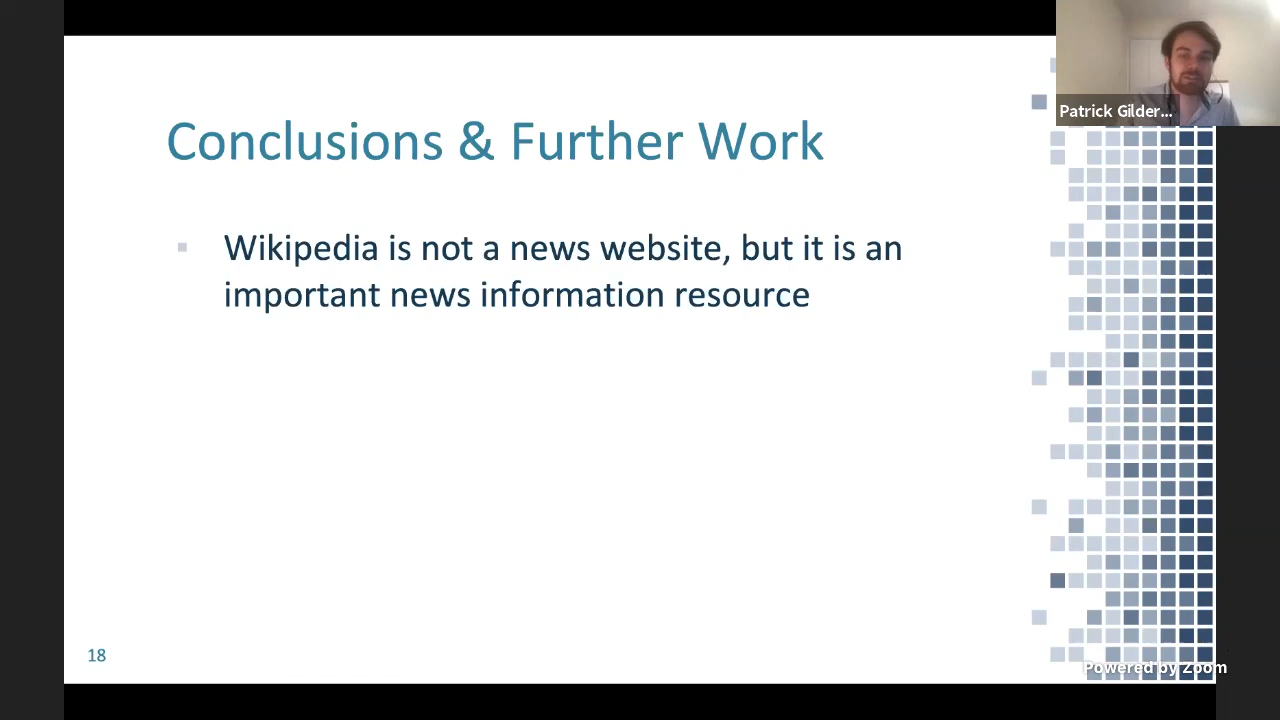 Patrick Gilder...
Conclusions & Further Work
Wikipedia is not a news website, but it is an
important news information resource
18
Powered by Zoom